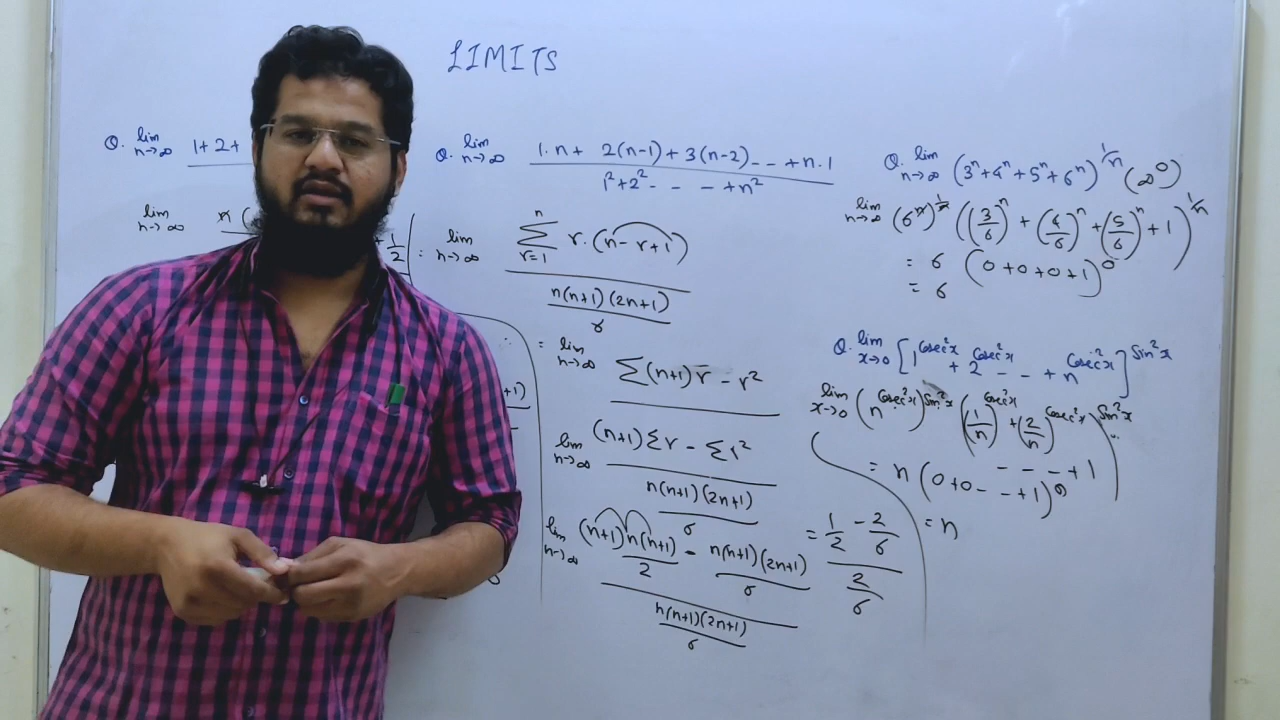 LIMITS
Q. lim n→∞ 1+2+
lim n→∞ n(
+ 1/2
+1)
Q. lim n→∞ 1.n + 2(n-1)+3(n-2)-- +n.1 / 1²+2²- - - +n²
= lim n→∞ Σ r=1 n r.(n-r+1) / n(n+1)(2n+1)/6
= lim n→∞ Σ(n+1)r - r²
lim n→∞ (n+1)Σr - Σr² / n(n+1)(2n+1)/6
lim n→∞ (n+1)n(n+1)/2 - n(n+1)(2n+1)/6 / n(n+1)(2n+1)/6
= 1/2 - 2/6 / 2/6
Q. lim n→∞ (3ⁿ+4ⁿ+5ⁿ+6ⁿ)^1/n (∞⁰)
lim n→∞ (6ⁿ)^1/n ((3/6)ⁿ + (4/6)ⁿ + (5/6)ⁿ + 1)^1/n
= 6 (0+0+0+1)⁰
= 6
Q. lim x→0 [1^cosec²x + 2^cosec²x - - + n^cosec²x]^sin²x
lim x→0 (n^cosec²x)^sin²x ((1/n)^cosec²x + (2/n)^cosec²x - - - +1)^sin²x
= n (0+0- - +1)⁰
= n